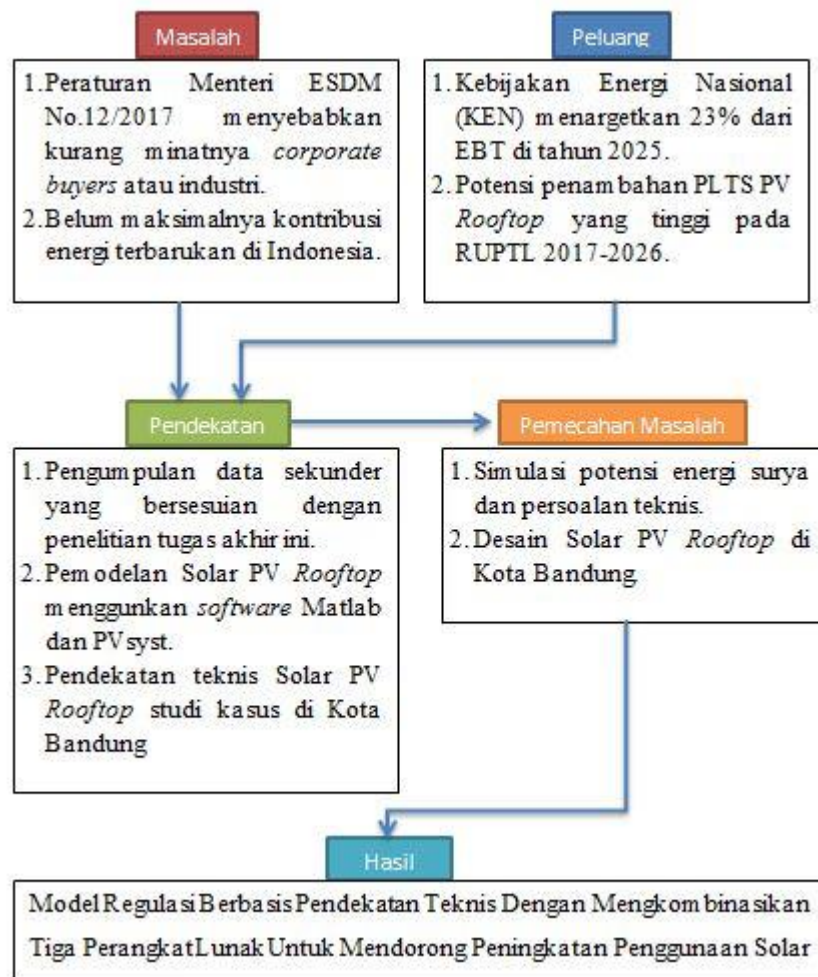 Masalah
1. Peraturan Menteri ESDM
No.12/2017 menyebabkan
kurang minatnya corporate
buyers atau industri.
2. Belum maksimalnya kontribusi
energi terbarukan di Indonesia.
Peluang
1. Kebijakan Energi Nasional
(KEN) menargetkan 23% dari
EBT di tahun 2025.
2. Potensi penambahan PLTS PV
Rooftop yang tinggi pada
RUPTL 2017-2026.
Pendekatan
1. Pengumpulan data sekunder
yang bersesuian dengan
penelitian tugas akhir ini.
2. Pemodelan Solar PV Rooftop
menggunkan software Matlab
dan PVsyst.
3. Pendekatan teknis Solar PV
Rooftop studi kasus di Kota
Bandung
Pemecahan Masalah
1. Simulasi potensi energi surya
dan persoalan teknis.
2. Desain Solar PV Rooftop di
Kota Bandung.
Hasil
Model Regulasi Berbasis Pendekatan Teknis Dengan Mengkombinasikan
Tiga Perangkat Lunak Untuk Mendorong Peningkatan Penggunaan Solar